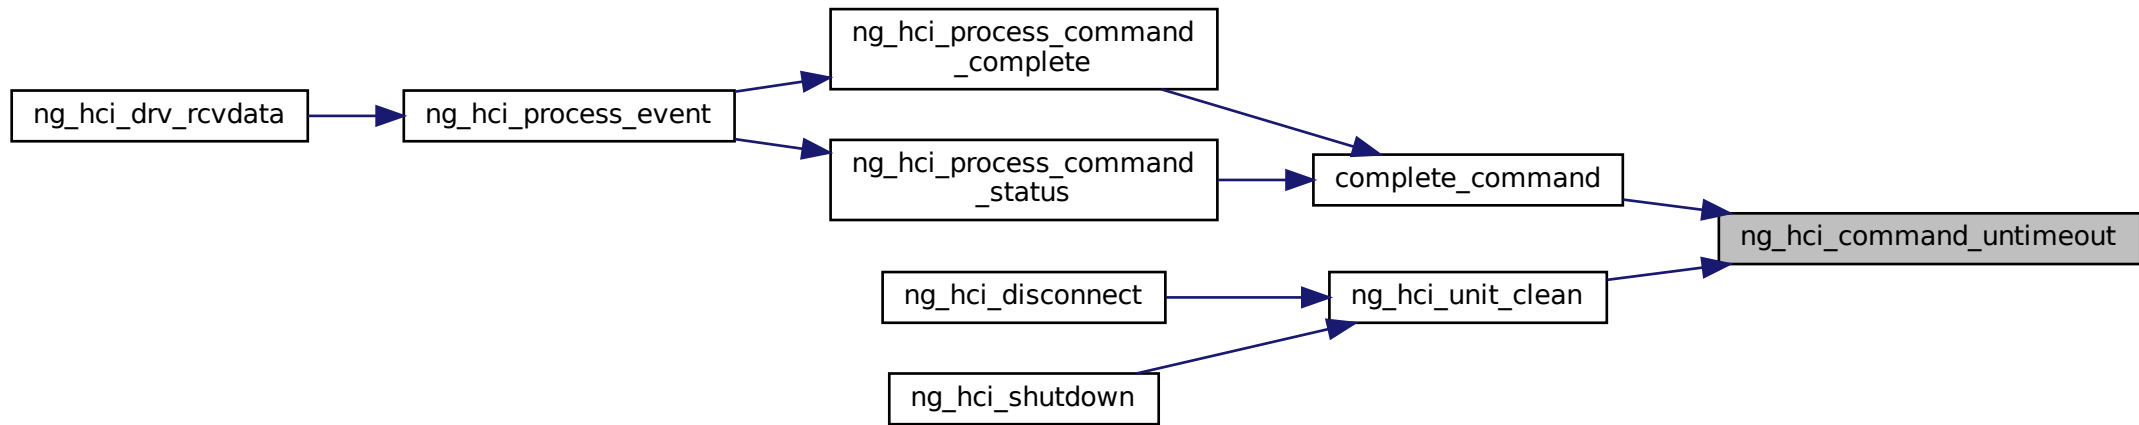 ng_hci_process_command
_complete
ng_hci_drv_rcvdata
ng_hci_process_event
ng_hci_process_command
_status
complete_command
ng_hci_command_untimeout
ng_hci_disconnect
ng_hci_unit_clean
ng_hci_shutdown